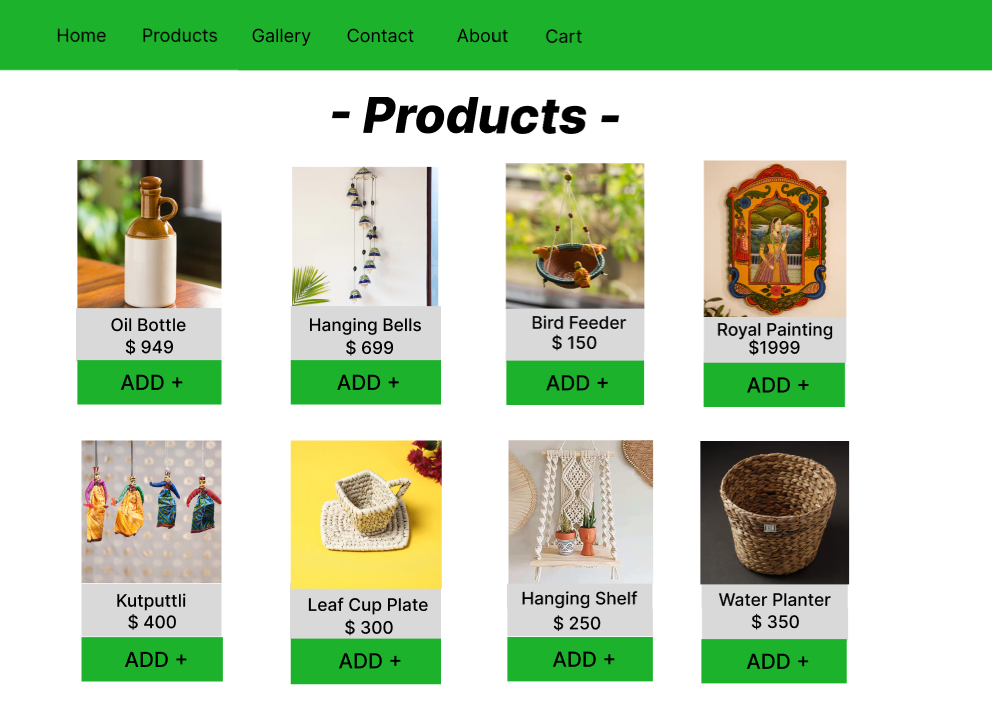 Home Products Gallery Contact About Cart
- Products -
Oil Bottle
$ 949
ADD +
Hanging Bells
$ 699
ADD +
Bird Feeder
$ 150
ADD +
Royal Painting
$1999
ADD +
Kutputtli
$ 400
ADD +
Leaf Cup Plate
$ 300
ADD +
Hanging Shelf
$ 250
ADD +
Water Planter
$ 350
ADD +